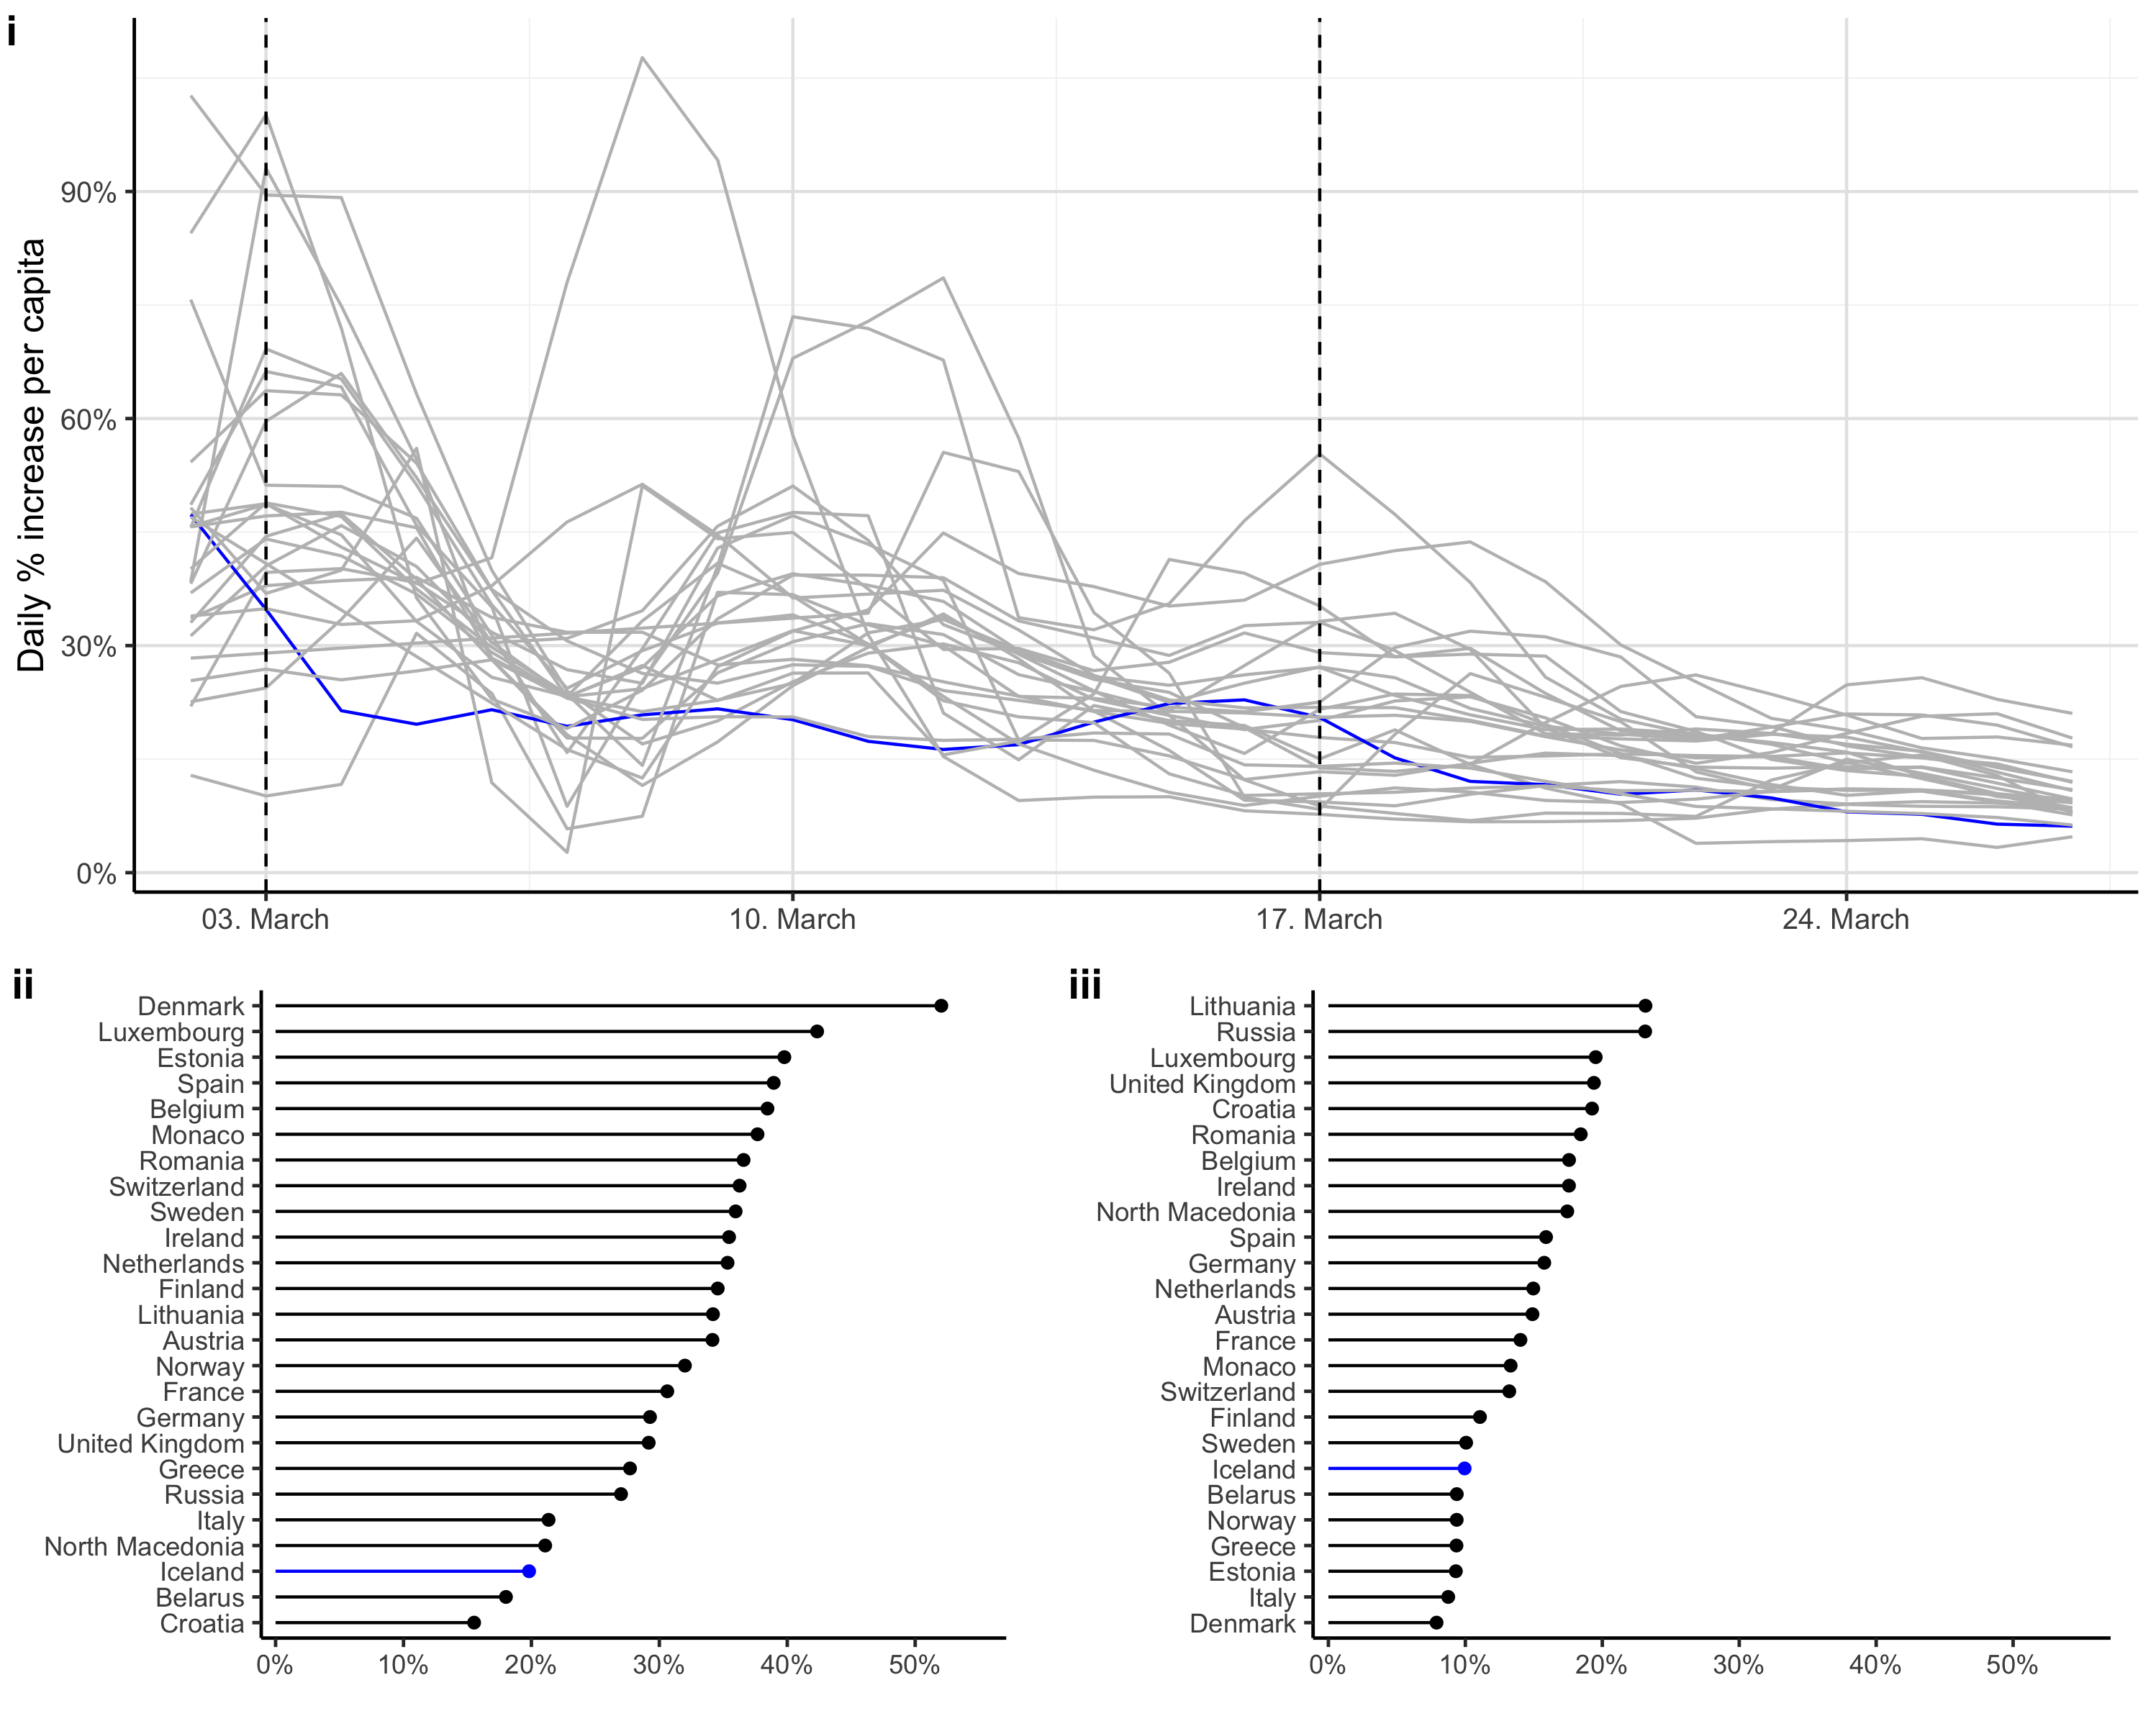 i
Daily % increase per capita
90%
60%
30%
0%
03. March
10. March
17. March
24. March
ii
Denmark
Luxembourg
Estonia
Spain
Belgium
Monaco
Romania
Switzerland
Sweden
Ireland
Netherlands
Finland
Lithuania
Austria
Norway
France
Germany
United Kingdom
Greece
Russia
Italy
North Macedonia
Iceland
Belarus
Croatia
0%
10%
20%
30%
40%
50%
iii
Lithuania
Russia
Luxembourg
United Kingdom
Croatia
Romania
Belgium
Ireland
North Macedonia
Spain
Germany
Netherlands
Austria
France
Monaco
Switzerland
Finland
Sweden
Iceland
Belarus
Norway
Greece
Estonia
Italy
Denmark
0%
10%
20%
30%
40%
50%